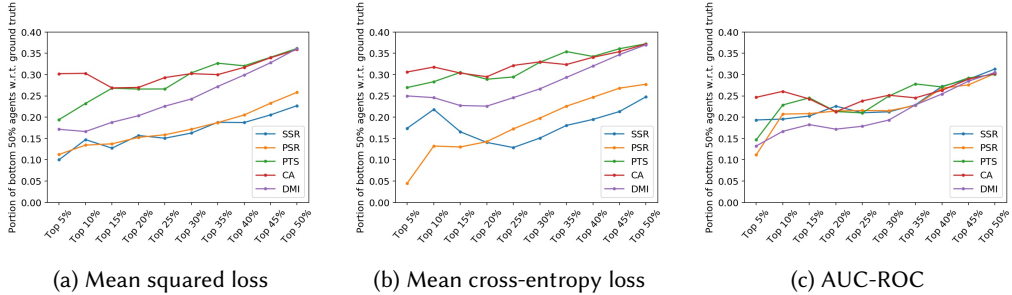 Portion of bottom 50% agents w.r.t. ground truth
0.40
0.35
0.30
0.25
0.20
0.15
0.10
0.05
0.00
SSR
PSR
PTS
CA
DMI
Top 5%
Top 10%
Top 15%
Top 20%
Top 25%
Top 30%
Top 35%
Top 40%
Top 45%
Top 50%
(a) Mean squared loss
Portion of bottom 50% agents w.r.t. ground truth
0.40
0.35
0.30
0.25
0.20
0.15
0.10
0.05
0.00
SSR
PSR
PTS
CA
DMI
Top 5%
Top 10%
Top 15%
Top 20%
Top 25%
Top 30%
Top 35%
Top 40%
Top 45%
Top 50%
(b) Mean cross-entropy loss
Portion of bottom 50% agents w.r.t. ground truth
0.40
0.35
0.30
0.25
0.20
0.15
0.10
0.05
0.00
SSR
PSR
PTS
CA
DMI
Top 5%
Top 10%
Top 15%
Top 20%
Top 25%
Top 30%
Top 35%
Top 40%
Top 45%
Top 50%
(c) AUC-ROC